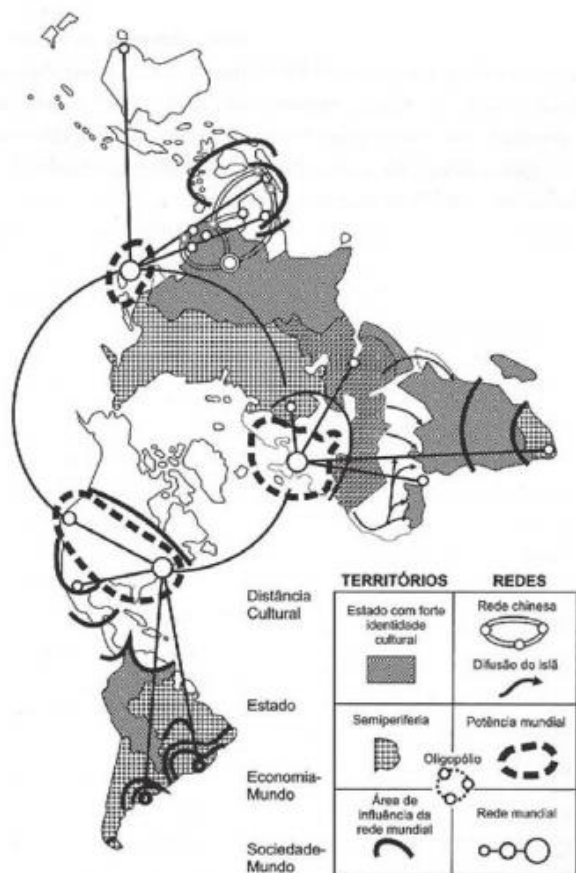 Distância
Cultural
Estado
Economia-
Mundo
Sociedade-
Mundo
TERRITÓRIOS
REDES
Estado com forte
identidade
cultural
Rede chinesa
Difusão do islã
Semiperiferia
Potência mundial
Oligopólio
Área de
influência da
rede mundial
Rede mundial